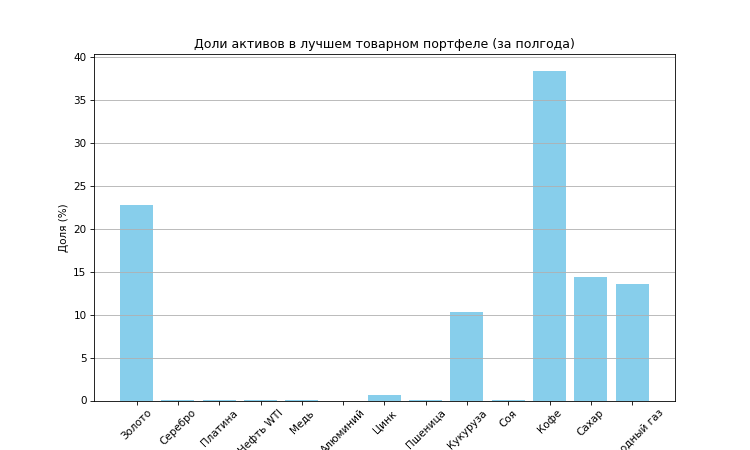 Доли активов в лучшем товарном портфеле (за полгода)
Доля (%)
40
35
30
25
20
15
10
5
0
Золото
Серебро
Платина
Нефть WTI
Медь
Алюминий
Цинк
Пшеница
Кукуруза
Соя
Кофе
Сахар
газ